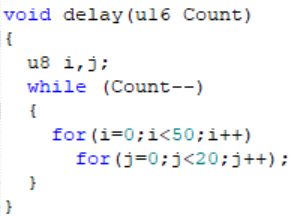 void delay(u16 Count)
{
  u8 i,j;
  while (Count--)
  {
    for(i=0;i<50;i++)
      for(j=0;j<20;j++);
  }
}